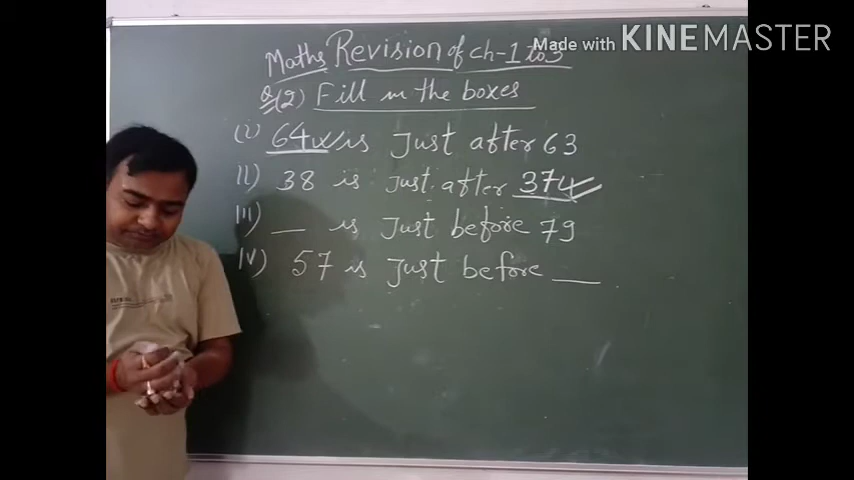 Made with KINEMASTER
Maths Revision of ch-1 to 3
Q (2) Fill in the boxes
(i) 64 is Just after 63
II) 38 is Just after 37
III) __ is Just before 79
IV) 57 is Just before __